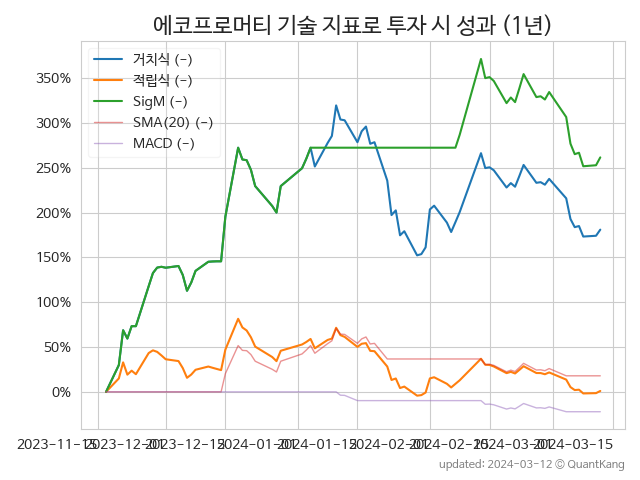 에코프로머티 기술 지표로 투자 시 성과 (1년)
거치식 (-)
적립식 (-)
SigM (-)
SMA(20) (-)
MACD (-)
350%
300%
250%
200%
150%
100%
50%
0%
2023-11-15
2023-12-01
2023-12-15
2024-01-01
2024-01-15
2024-02-01
2024-02-15
2024-03-01
2024-03-15
updated: 2024-03-12 © QuantKang